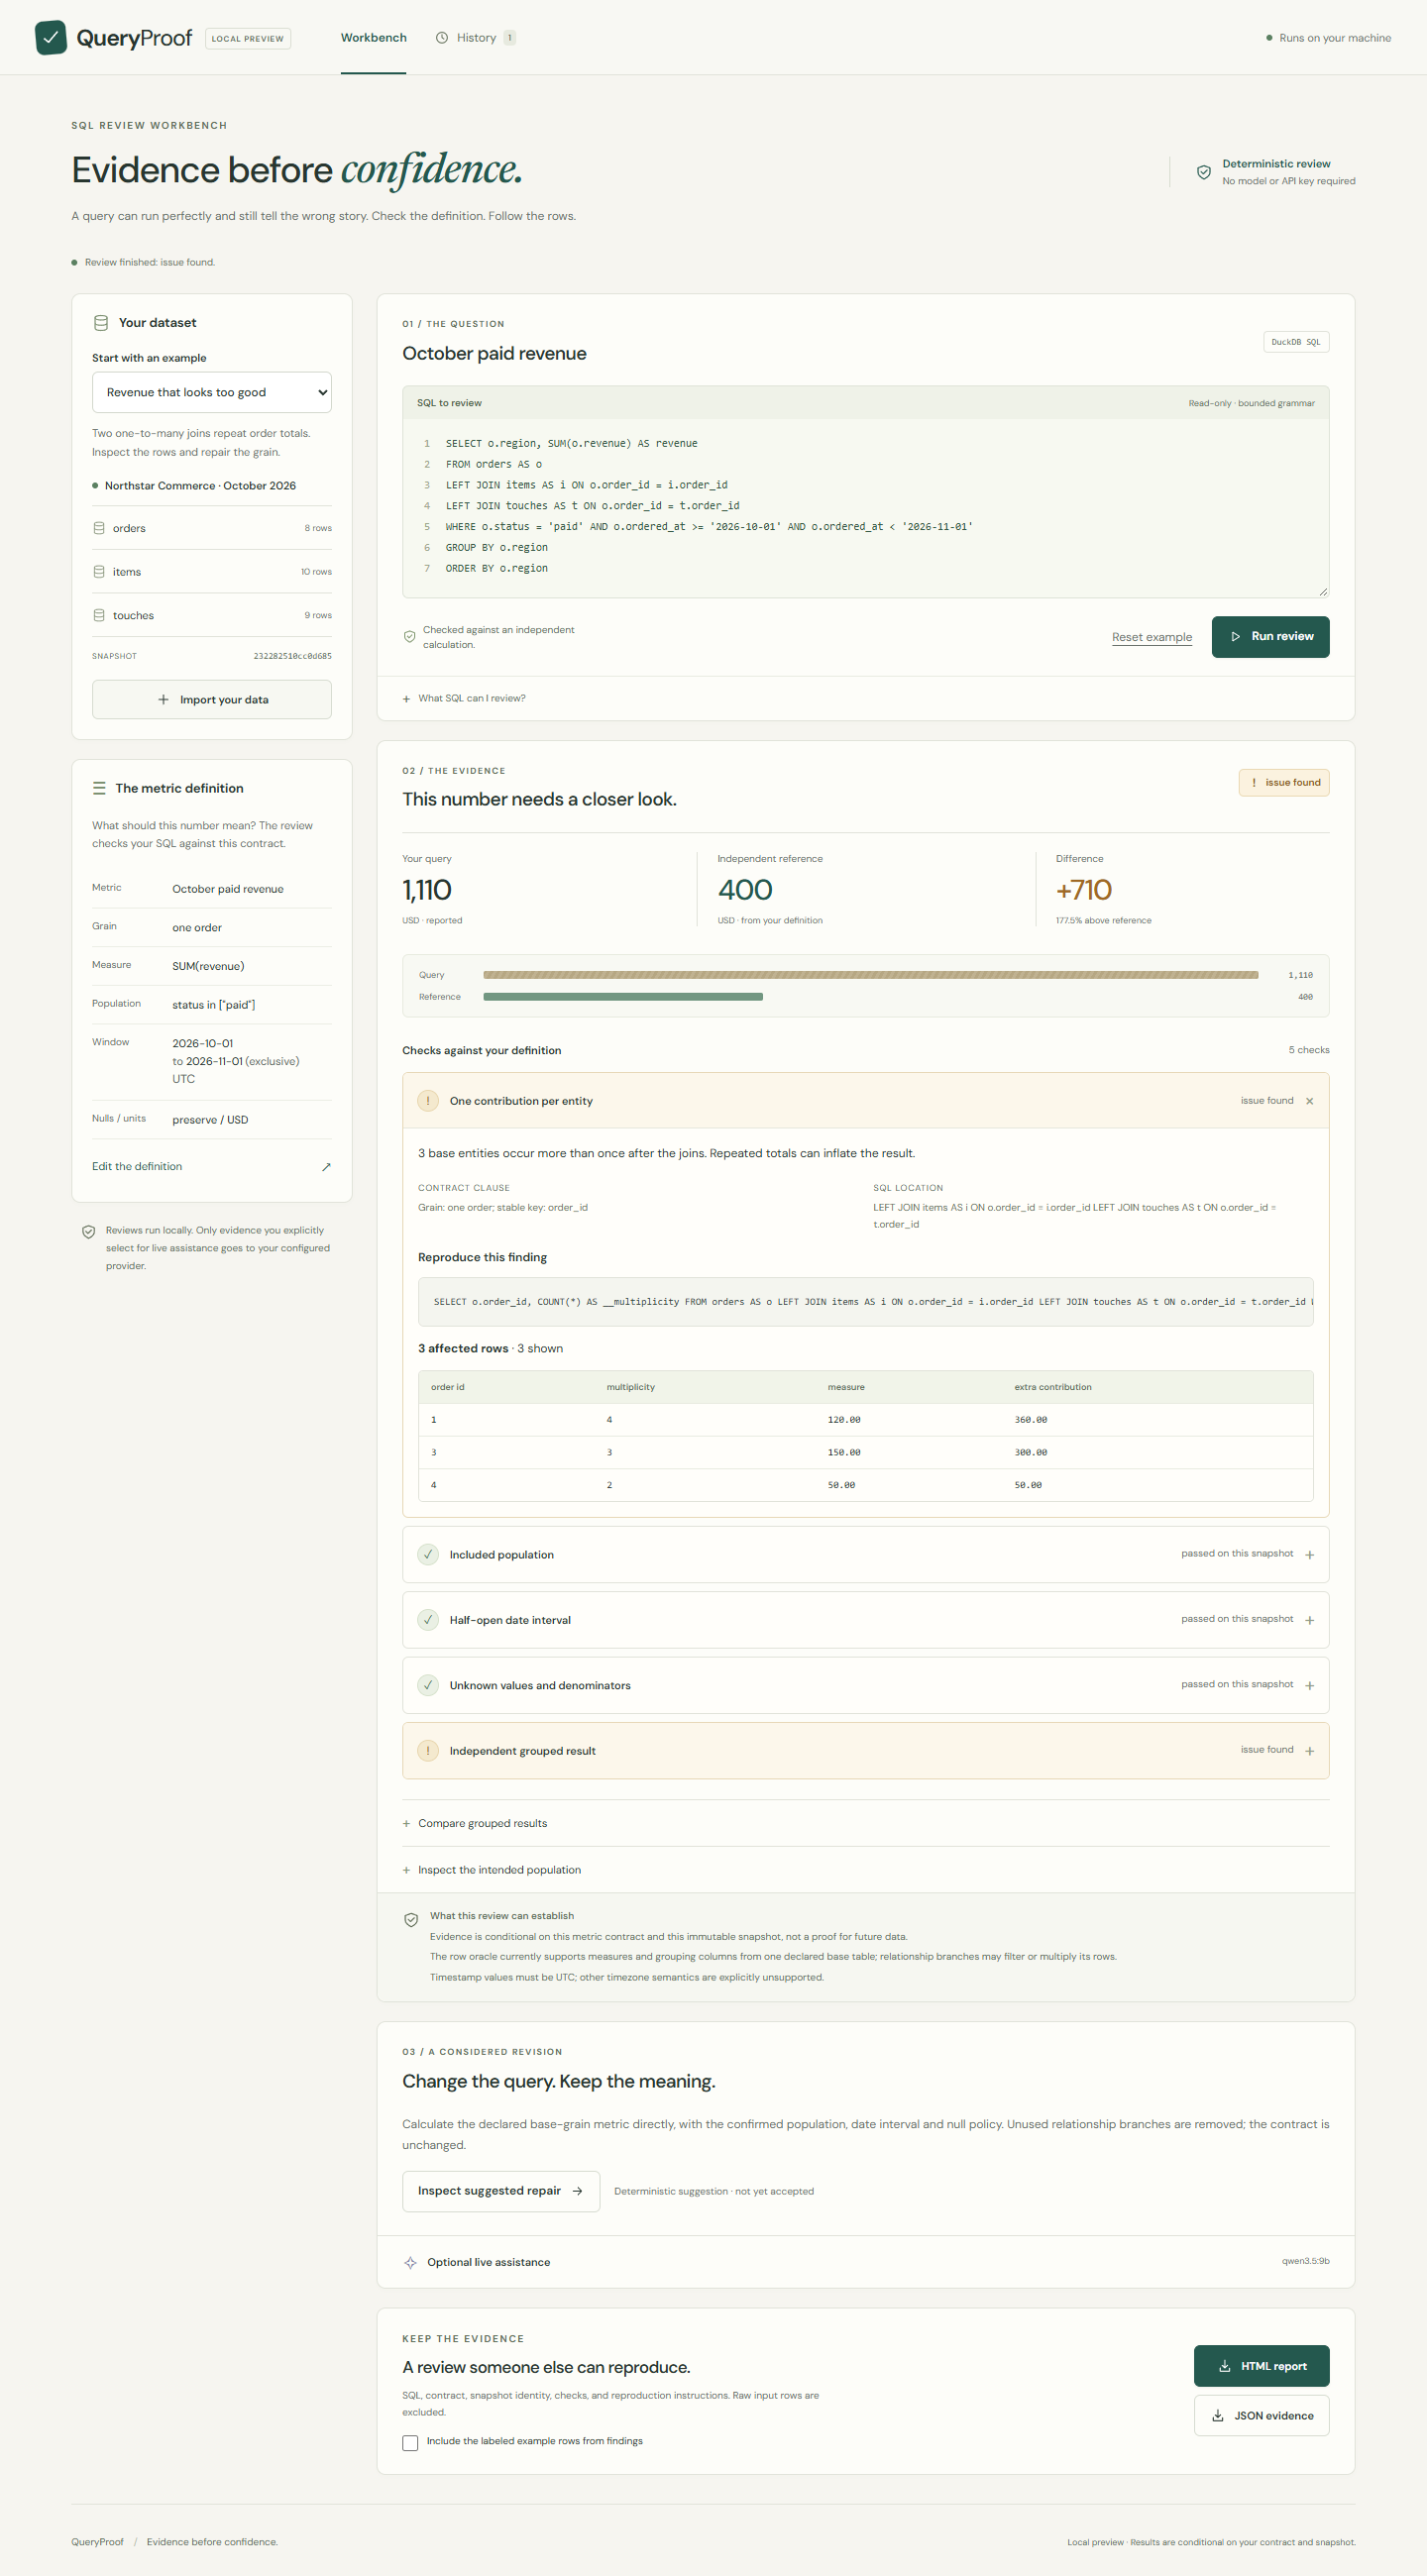 QueryProof
LOCAL PREVIEW
Workbench
History 1
Runs on your machine
SQL REVIEW WORKBENCH
Evidence before confidence.
A query can run perfectly and still tell the wrong story. Check the definition. Follow the rows.
Deterministic review
No model or API key required
Review finished: issue found.
Your dataset
Start with an example
Revenue that looks too good
Two one-to-many joins repeat order totals.
Inspect the rows and repair the grain.
Northstar Commerce · October 2026
orders 8 rows
items 10 rows
touches 9 rows
SNAPSHOT 232282510cc0d685
+ Import your data
The metric definition
What should this number mean? The review
checks your SQL against this contract.
Metric October paid revenue
Grain one order
Measure SUM(revenue)
Population status in ["paid"]
Window 2026-10-01
to 2026-11-01 (exclusive)
UTC
Nulls / units preserve / USD
Edit the definition ↗
Reviews run locally. Only evidence you explicitly
select for live assistance goes to your configured
provider.
01 / THE QUESTION
October paid revenue
DuckDB SQL
SQL to review Read-only · bounded grammar
1 SELECT o.region, SUM(o.revenue) AS revenue
2 FROM orders AS o
3 LEFT JOIN items AS i ON o.order_id = i.order_id
4 LEFT JOIN touches AS t ON o.order_id = t.order_id
5 WHERE o.status = 'paid' AND o.ordered_at >= '2026-10-01' AND o.ordered_at < '2026-11-01'
6 GROUP BY o.region
7 ORDER BY o.region
Checked against an independent
calculation.
Reset example
Run review
+ What SQL can I review?
02 / THE EVIDENCE
This number needs a closer look.
! issue found
Your query
1,110
USD · reported
Independent reference
400
USD · from your definition
Difference
+710
177.5% above reference
Query 1,110
Reference 400
Checks against your definition 5 checks
! One contribution per entity issue found ×
3 base entities occur more than once after the joins. Repeated totals can inflate the result.
CONTRACT CLAUSE
Grain: one order; stable key: order_id
SQL LOCATION
LEFT JOIN items AS i ON o.order_id = i.order_id LEFT JOIN touches AS t ON o.order_id =
t.order_id
Reproduce this finding
SELECT o.order_id, COUNT(*) AS __multiplicity FROM orders AS o LEFT JOIN items AS i ON o.order_id = i.order_id LEFT JOIN touches AS t ON o.order_id = t.order_id
3 affected rows · 3 shown
order id multiplicity measure extra contribution
1 4 120.00 360.00
3 3 150.00 300.00
4 2 50.00 50.00
✓ Included population passed on this snapshot +
✓ Half-open date interval passed on this snapshot +
✓ Unknown values and denominators passed on this snapshot +
! Independent grouped result issue found +
+ Compare grouped results
+ Inspect the intended population
What this review can establish
Evidence is conditional on this metric contract and this immutable snapshot, not a proof for future data.
The row oracle currently supports measures and grouping columns from one declared base table; relationship branches may filter or multiply its rows.
Timestamp values must be UTC; other timezone semantics are explicitly unsupported.
03 / A CONSIDERED REVISION
Change the query. Keep the meaning.
Calculate the declared base-grain metric directly, with the confirmed population, date interval and null policy. Unused relationship branches are removed; the contract is
unchanged.
Inspect suggested repair →
Deterministic suggestion · not yet accepted
Optional live assistance qwen3.5:9b
KEEP THE EVIDENCE
A review someone else can reproduce.
SQL, contract, snapshot identity, checks, and reproduction instructions. Raw input rows are
excluded.
Include the labeled example rows from findings
HTML report
JSON evidence
QueryProof / Evidence before confidence.
Local preview · Results are conditional on your contract and snapshot.